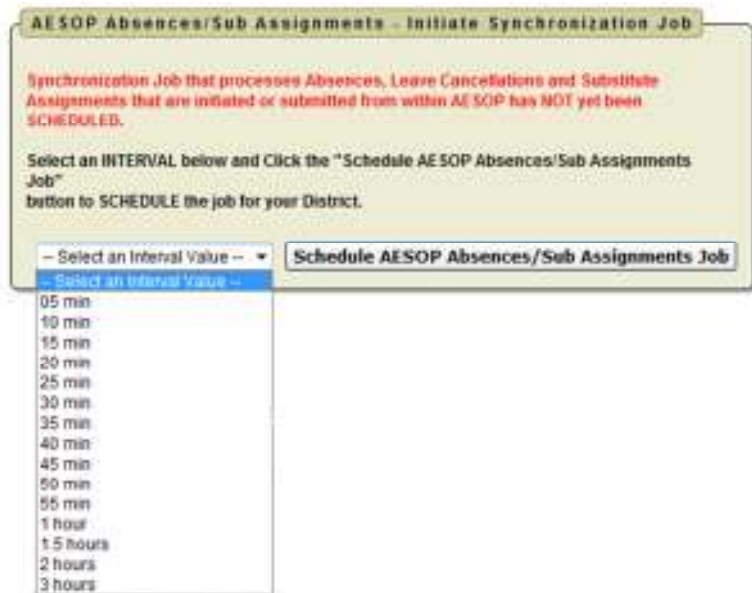 AESOP Absences/Sub Assignments - Initiate Synchronization Job
Synchronization Job that processes Absences, Leave Cancellations and Substitute
Assignments that are initiated or submitted from within AESOP has NOT yet been
SCHEDULED.
Select an INTERVAL below and Click the "Schedule AESOP Absences/Sub Assignments
Job"
button to SCHEDULE the job for your District.
-- Select an Interval Value -- Schedule AESOP Absences/Sub Assignments Job
-- Select an Interval Value --
05 min
10 min
15 min
20 min
25 min
30 min
35 min
40 min
45 min
50 min
55 min
1 hour
1.5 hours
2 hours
3 hours